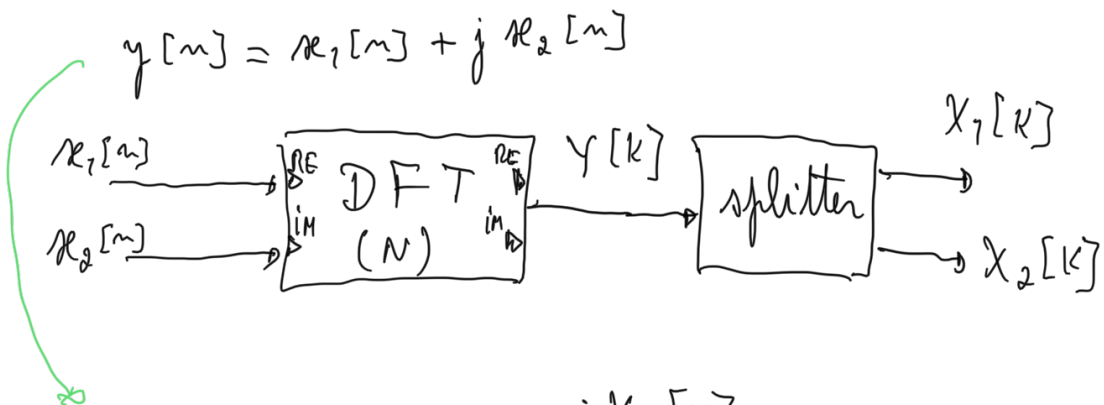 y[n] = x₁[n] + j x₂[n]
x₁[n] RE DFT RE Y[K] splitter X₁[K]
x₂[n] iM (N) iM X₂[K]